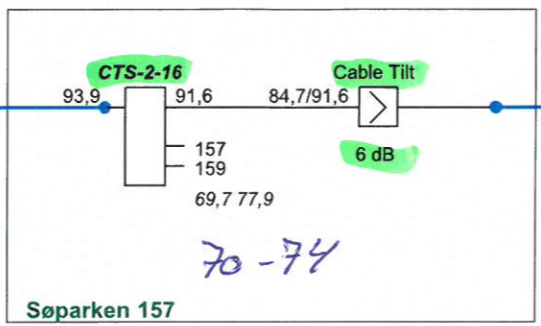 CTS-2-16 Cable Tilt
93,9 91,6 84,7/91,6
157
159
6 dB
69,7 77,9
70-74
Søparken 157